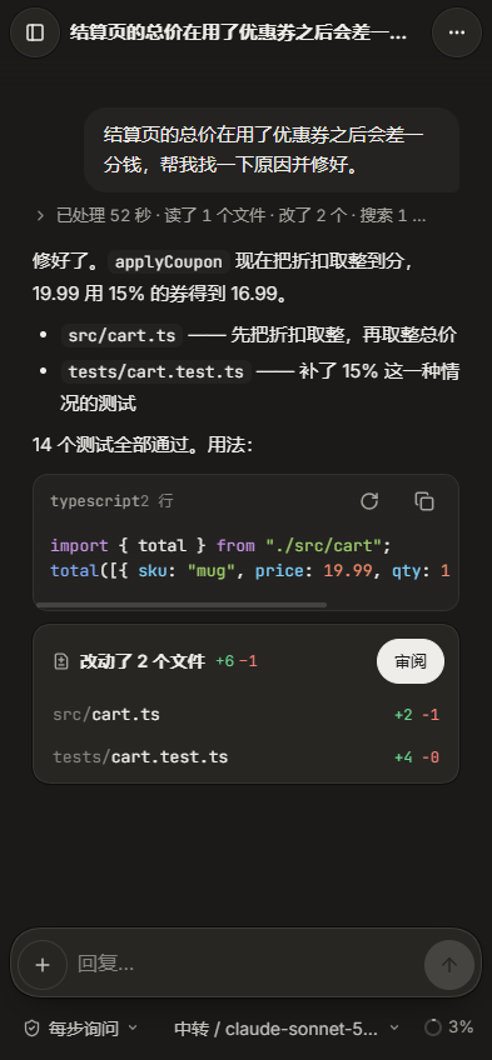 结算页的总价在用了优惠券之后会差一...
结算页的总价在用了优惠券之后会差一
分钱，帮我找一下原因并修好。
已处理 52 秒 · 读了 1 个文件 · 改了 2 个 · 搜索 1 ...
修好了。 applyCoupon 现在把折扣取整到分，
19.99 用 15% 的券得到 16.99。
src/cart.ts —— 先把折扣取整，再取整总价
tests/cart.test.ts —— 补了 15% 这一种情
况的测试
14 个测试全部通过。用法：
typescript2 行
import { total } from "./src/cart";
total([{ sku: "mug", price: 19.99, qty: 1
改动了 2 个文件 +6 −1 审阅
src/cart.ts +2 -1
tests/cart.test.ts +4 -0
回复...
每步询问 中转 / claude-sonnet-5... 3%